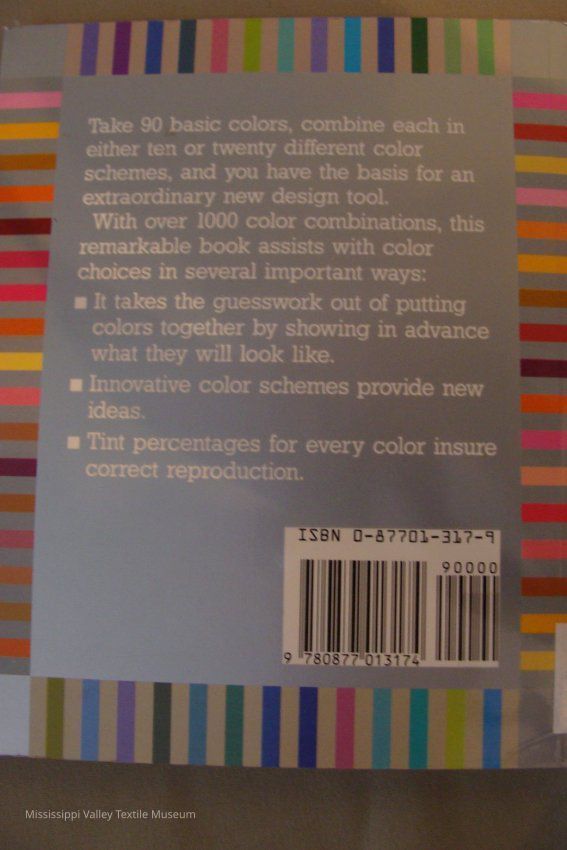 Take 90 basic colors, combine each in
either ten or twenty different color
schemes, and you have the basis for an
extraordinary new design tool.
With over 1000 color combinations, this
remarkable book assists with color
choices in several important ways:
■ It takes the guesswork out of putting
colors together by showing in advance
what they will look like.
■ Innovative color schemes provide new
ideas.
■ Tint percentages for every color insure
correct reproduction.
ISBN 0-87701-317-9
90000
9 780877 013174
Mississippi Valley Textile Museum